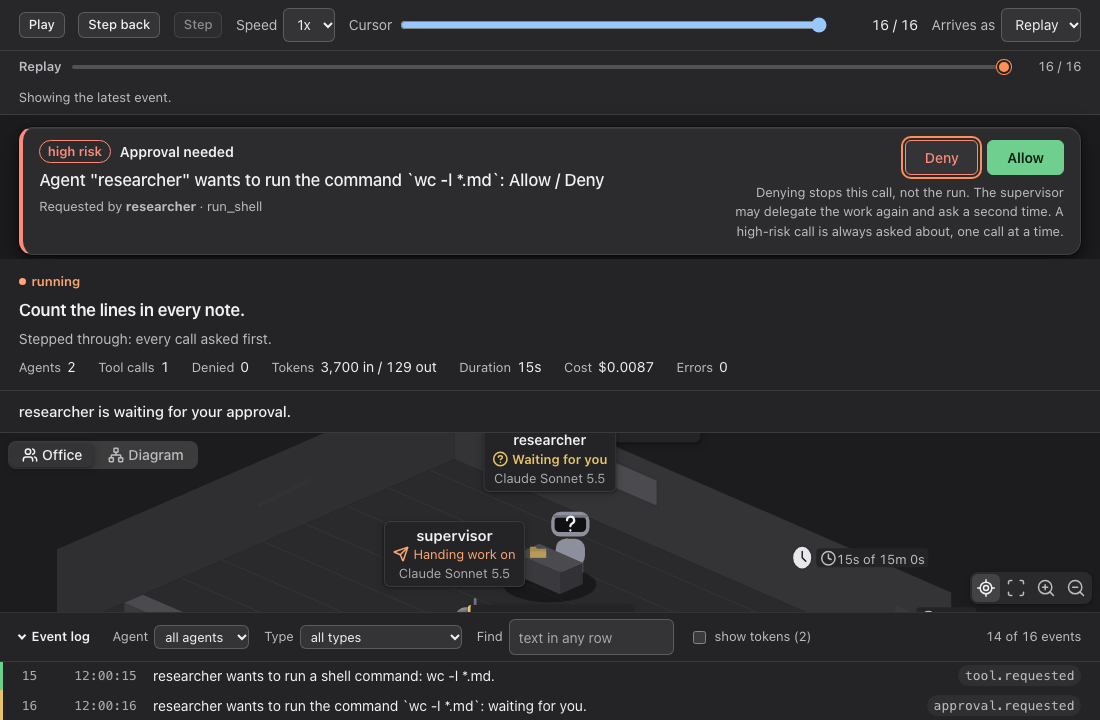 Play Step back Step Speed 1x Cursor 16 / 16 Arrives as Replay
Replay 16 / 16
Showing the latest event.
high risk Approval needed
Agent "researcher" wants to run the command `wc -l *.md`: Allow / Deny
Requested by researcher · run_shell
Deny Allow
Denying stops this call, not the run. The supervisor
may delegate the work again and ask a second time. A
high-risk call is always asked about, one call at a time.
running
Count the lines in every note.
Stepped through: every call asked first.
Agents 2 Tool calls 1 Denied 0 Tokens 3,700 in / 129 out Duration 15s Cost $0.0087 Errors 0
researcher is waiting for your approval.
Office Diagram
researcher
? Waiting for you
Claude Sonnet 5.5
?
supervisor
Handing work on
Claude Sonnet 5.5
15s of 15m 0s
Event log Agent all agents Type all types Find text in any row show tokens (2) 14 of 16 events
15 12:00:15 researcher wants to run a shell command: wc -l *.md. tool.requested
16 12:00:16 researcher wants to run the command `wc -l *.md`: waiting for you. approval.requested